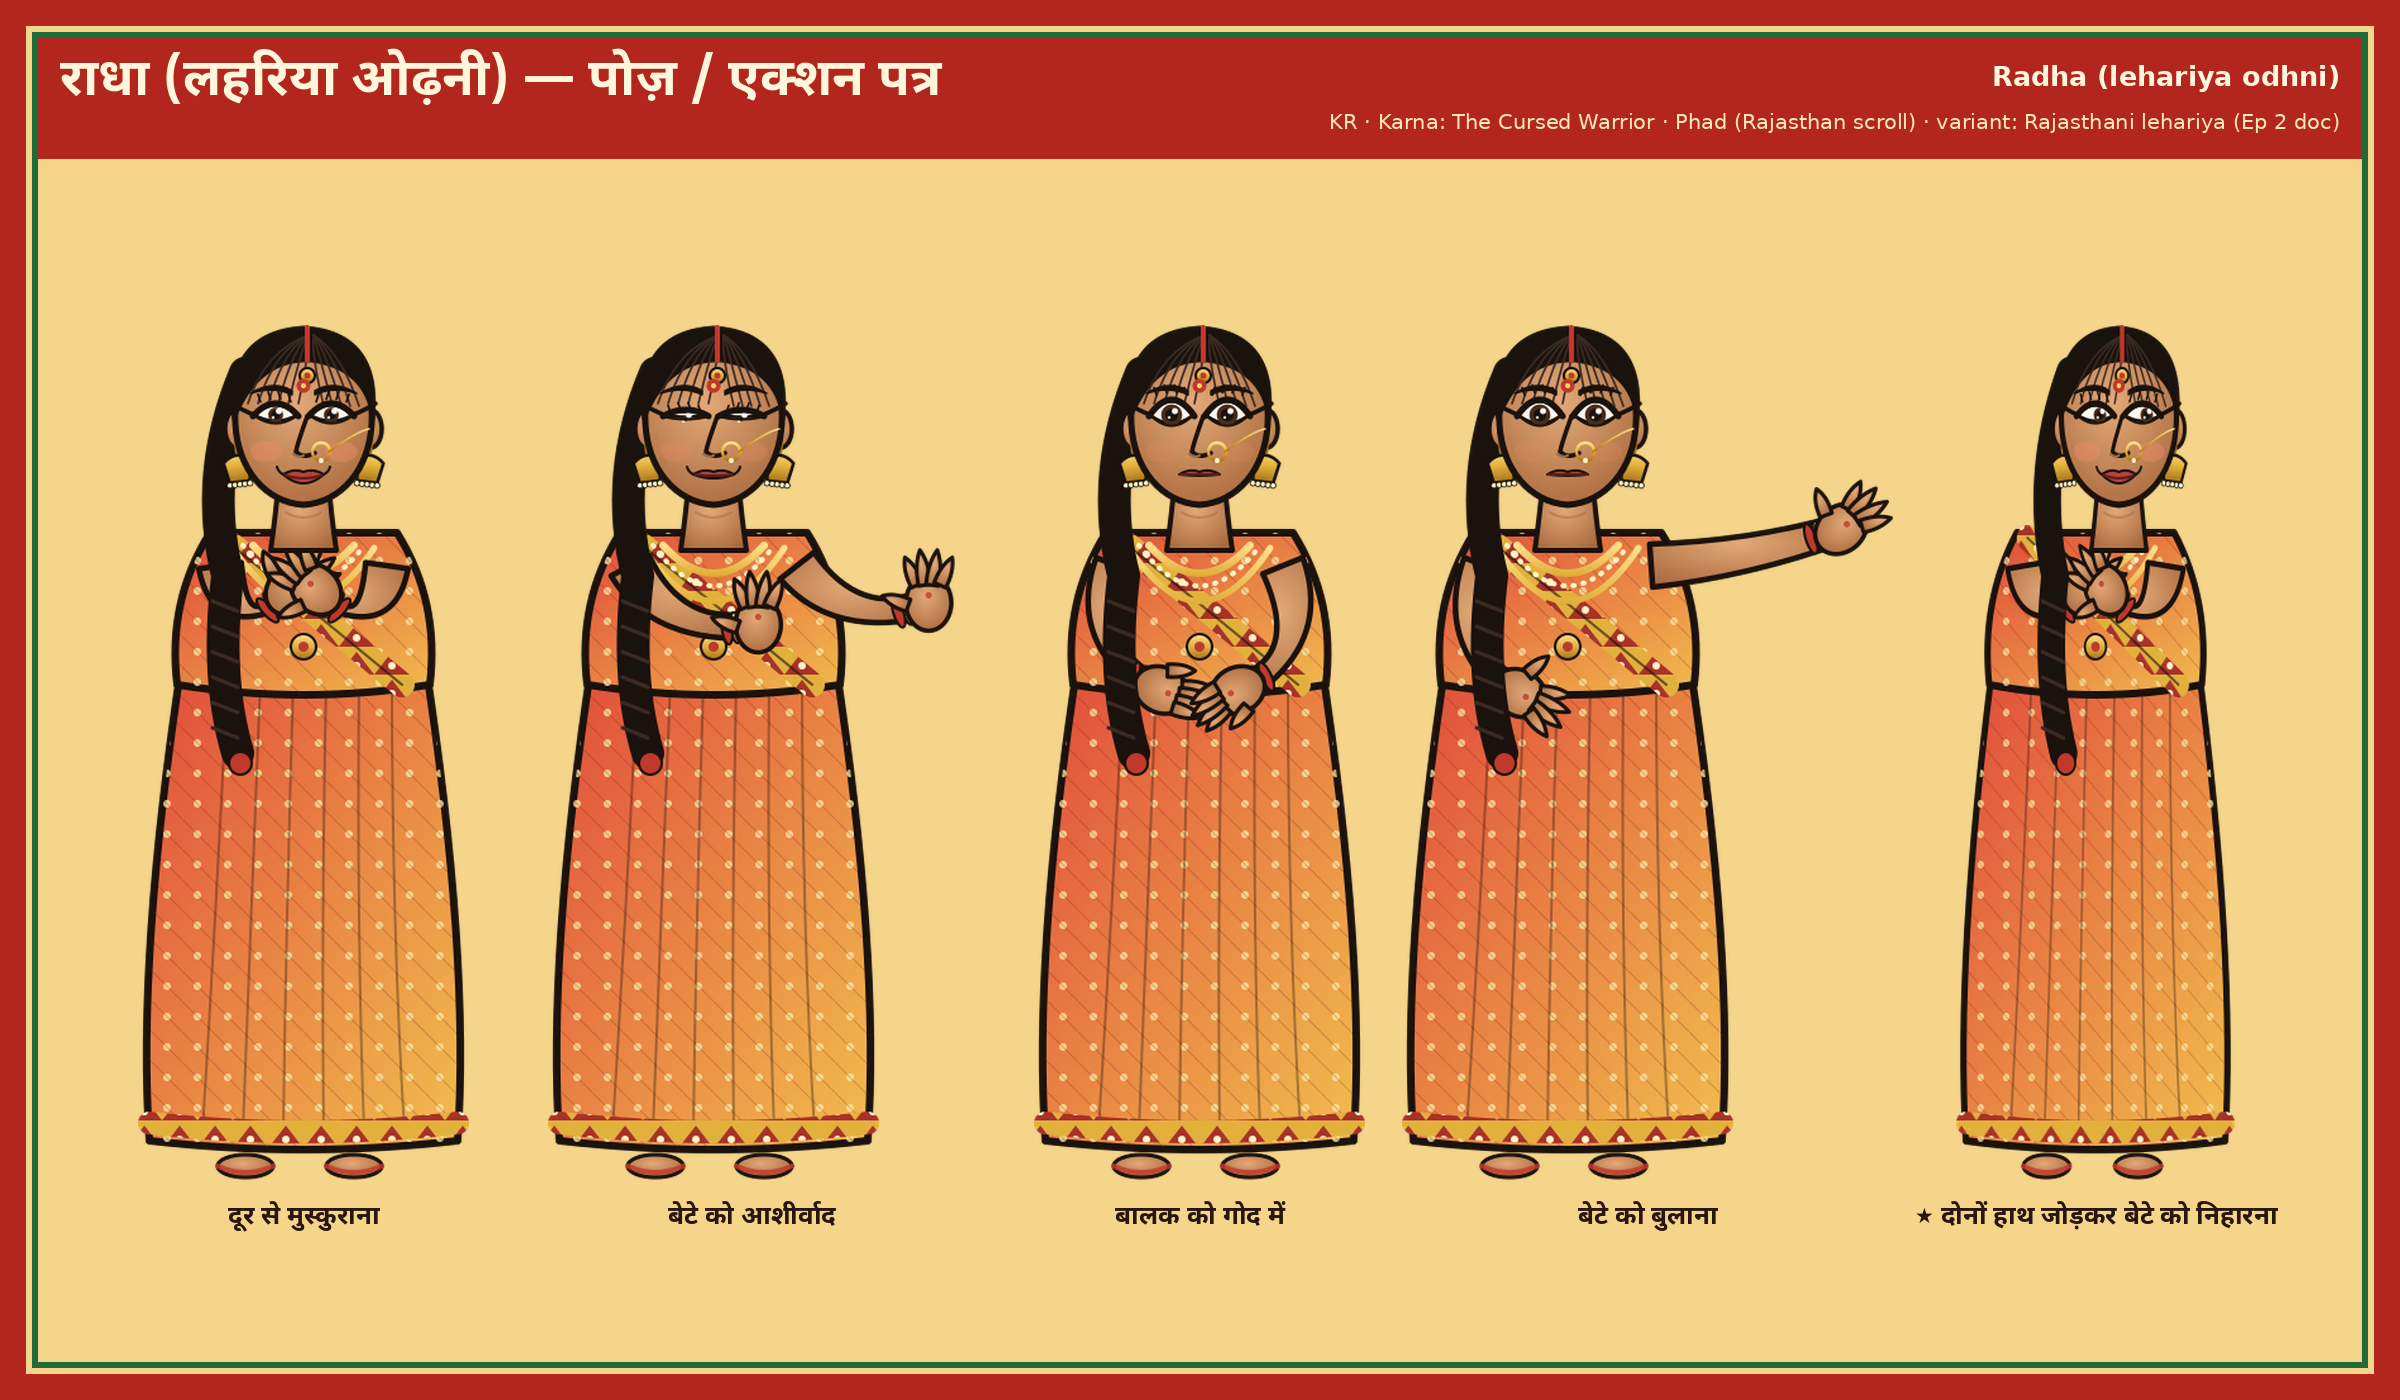 राधा (लहरिया ओढ़नी) — पोज़ / एक्शन पत्र
Radha (lehariya odhni)
KR · Karna: The Cursed Warrior · Phad (Rajasthan scroll) · variant: Rajasthani lehariya (Ep 2 doc)
दूर से मुस्कुराना
बेटे को आशीर्वाद
बालक को गोद में
बेटे को बुलाना
★ दोनों हाथ जोड़कर बेटे को निहारना